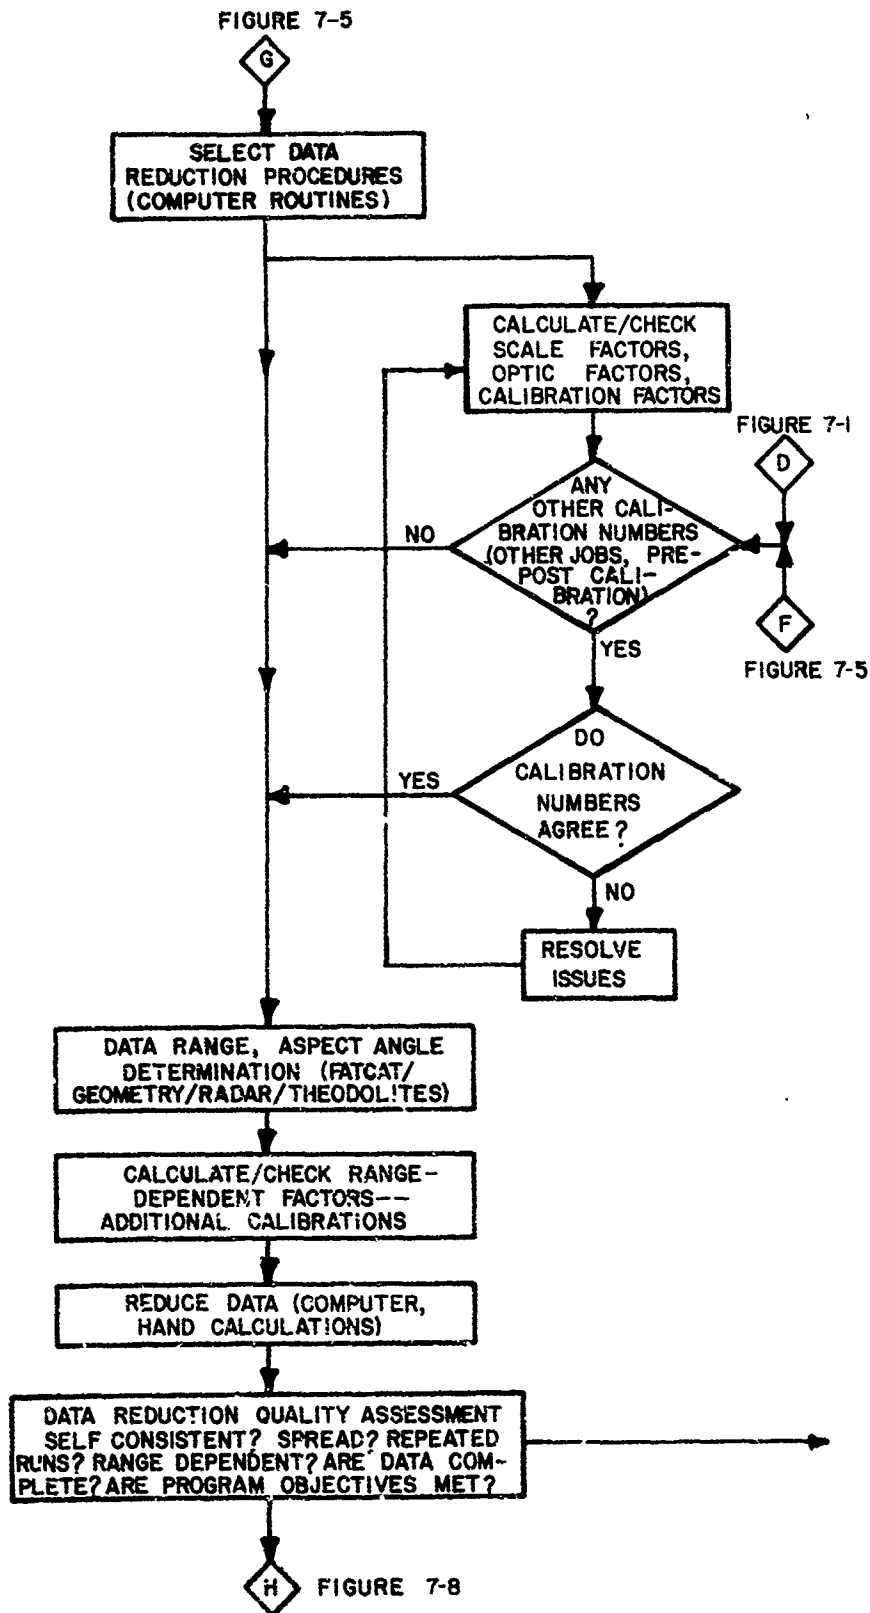 FIGURE 7-5
G
SELECT DATA
REDUCTION PROCEDURES
(COMPUTER ROUTINES)
CALCULATE/CHECK
SCALE FACTORS,
OPTIC FACTORS,
CALIBRATION FACTORS
FIGURE 7-1
D
ANY
OTHER CALI-
BRATION NUMBERS
(OTHER JOBS, PRE-
POST CALI-
BRATION)
?
NO
F
FIGURE 7-5
YES
DO
CALIBRATION
NUMBERS
AGREE?
YES
NO
RESOLVE
ISSUES
DATA RANGE, ASPECT ANGLE
DETERMINATION (FATCAT/
GEOMETRY/RADAR/THEODOLITES)
CALCULATE/CHECK RANGE-
DEPENDENT FACTORS--
ADDITIONAL CALIBRATIONS
REDUCE DATA (COMPUTER,
HAND CALCULATIONS)
DATA REDUCTION QUALITY ASSESSMENT
SELF CONSISTENT? SPREAD? REPEATED
RUNS? RANGE DEPENDENT? ARE DATA COM-
PLETE? ARE PROGRAM OBJECTIVES MET?
H
FIGURE 7-8